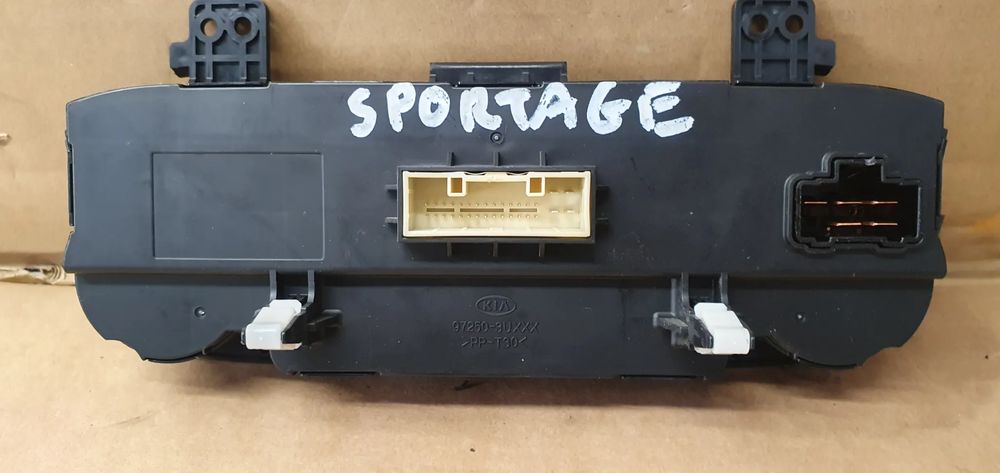 SPORTAGE
KIA
97250-3UXXX
>PP-T30<